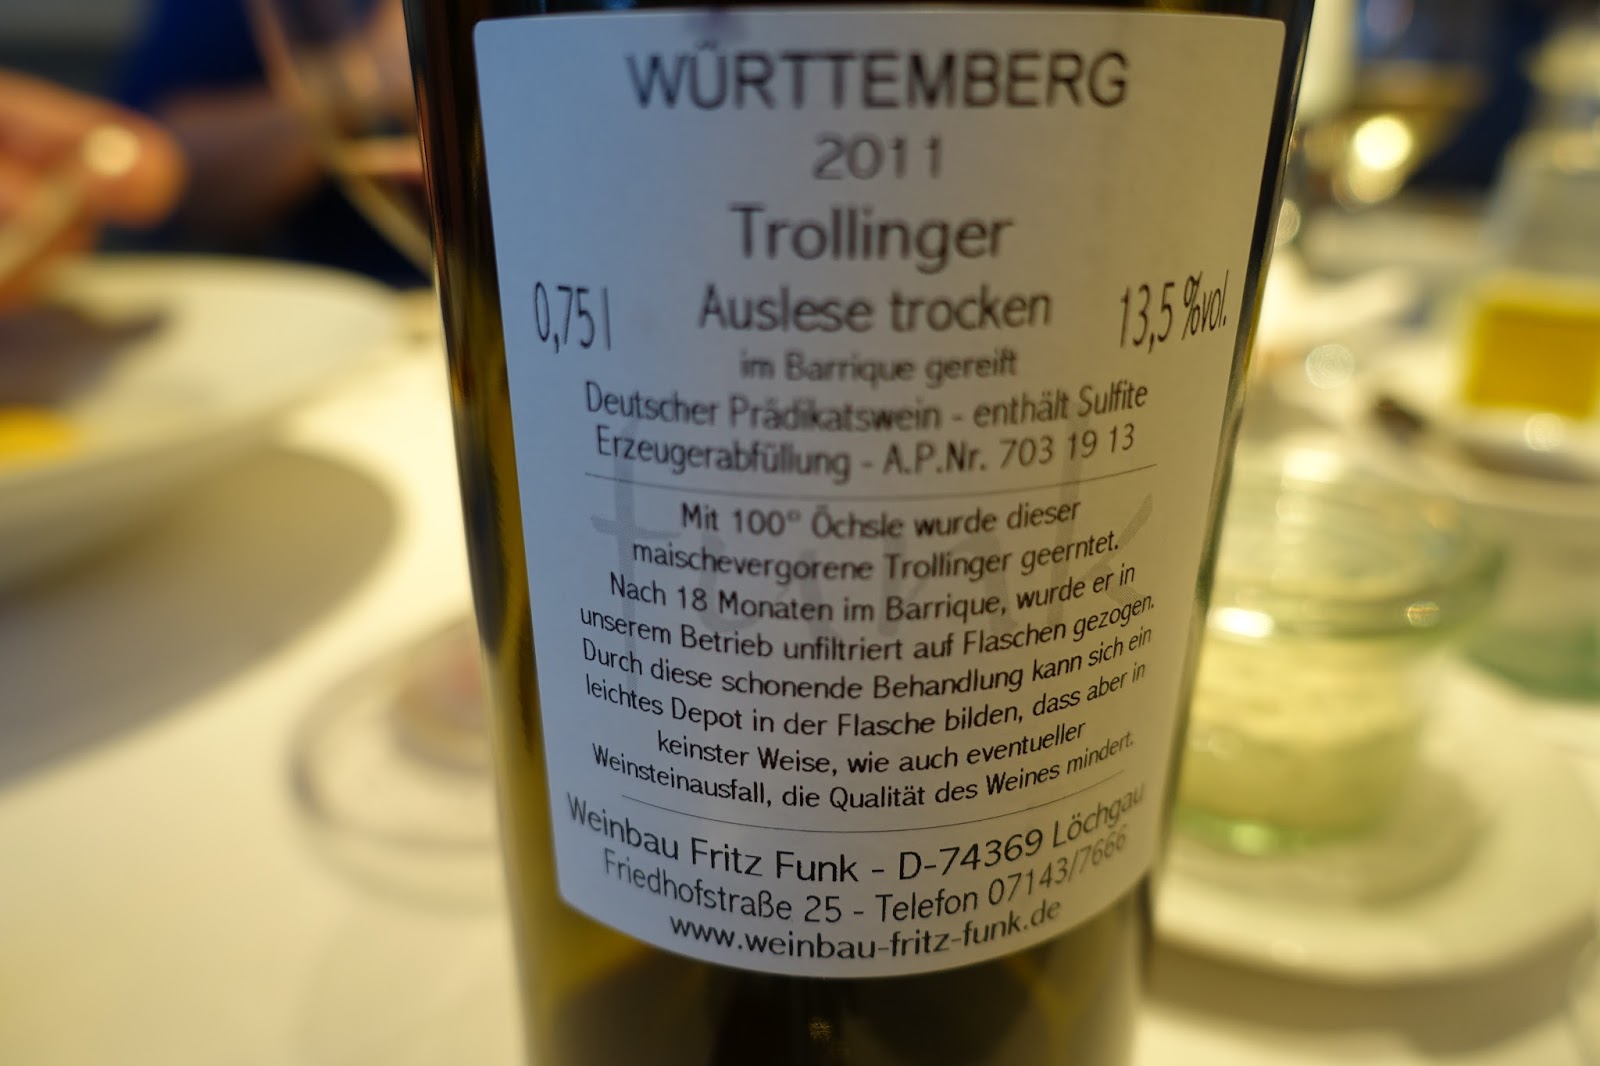 WÜRTTEMBERG
2011
Trollinger
Auslese trocken
0,75 l
13,5 %vol.
im Barrique gereift
Deutscher Prädikatswein - enthält Sulfite
Erzeugerabfüllung - A.P.Nr. 703 19 13
funk
Mit 100° Öchsle wurde dieser
maischevergorene Trollinger geerntet.
Nach 18 Monaten im Barrique, wurde er in
unserem Betrieb unfiltriert auf Flaschen gezogen.
Durch diese schonende Behandlung kann sich ein
leichtes Depot in der Flasche bilden, dass aber in
keinster Weise, wie auch eventueller
Weinsteinausfall, die Qualität des Weines mindert.
Weinbau Fritz Funk - D-74369 Löchgau
Friedhofstraße 25 - Telefon 07143/7666
www.weinbau-fritz-funk.de